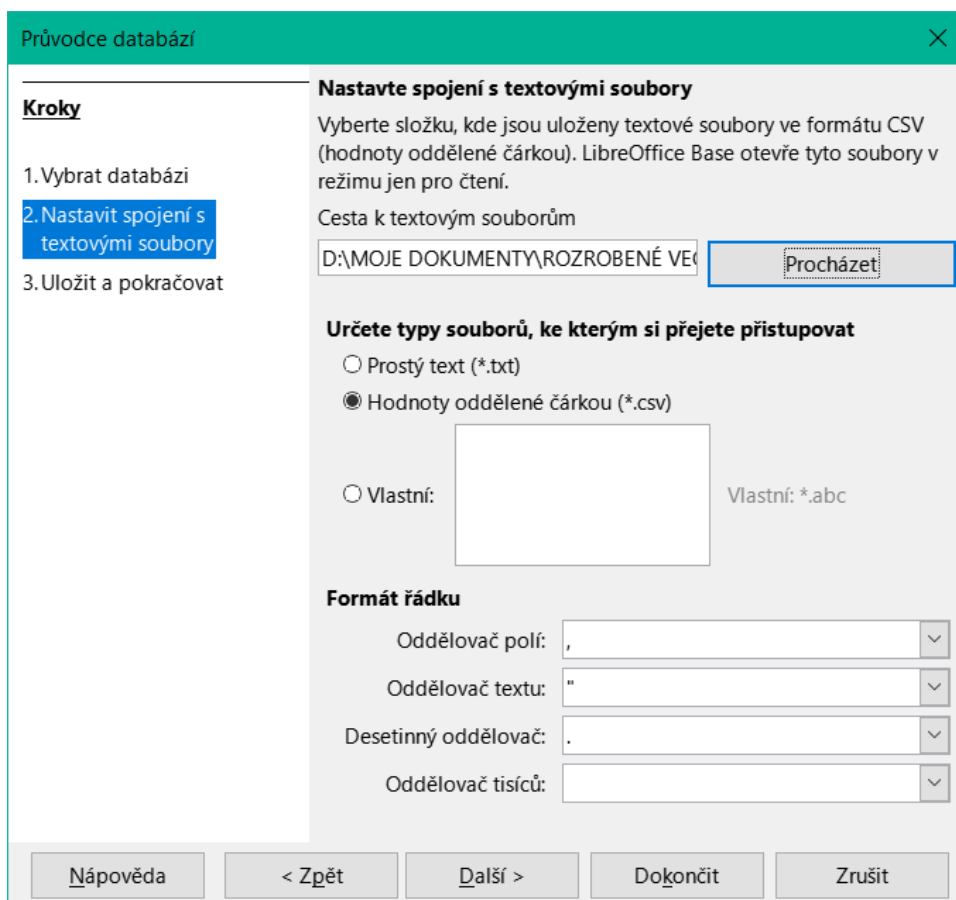 Průvodce databází
Kroky
1. Vybrat databázi
2. Nastavit spojení s
textovými soubory
3. Uložit a pokračovat
Nastavte spojení s textovými soubory
Vyberte složku, kde jsou uloženy textové soubory ve formátu CSV
(hodnoty oddělené čárkou). LibreOffice Base otevře tyto soubory v
režimu jen pro čtení.
Cesta k textovým souborům
D:\MOJE DOKUMENTY\ROZROBENÉ
Procházet
Určete typy souborů, ke kterým si přejete přistupovat
Prostý text (*.txt)
Hodnoty oddělené čárkou (*.csv)
Vlastní:
Vlastní: *.abc
Formát řádku
Oddělovač polí: ,
Oddělovač textu: "
Desetinný oddělovač: .
Oddělovač tisíců:
Nápověda
< Zpět
Další >
Dokončit
Zrušit